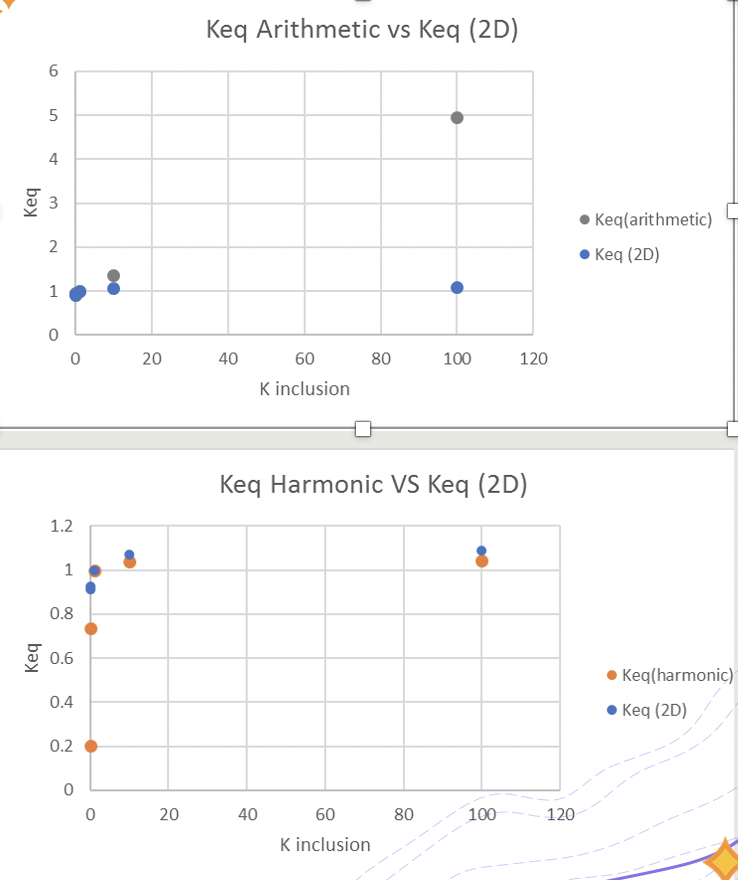 Keq Arithmetic vs Keq (2D)
6
5
4
3
2
1
0
Keq
0 20 40 60 80 100 120
K inclusion
Keq(arithmetic)
Keq (2D)
Keq Harmonic VS Keq (2D)
1.2
1
0.8
0.6
0.4
0.2
0
Keq
0 20 40 60 80 100 120
K inclusion
Keq(harmonic)
Keq (2D)